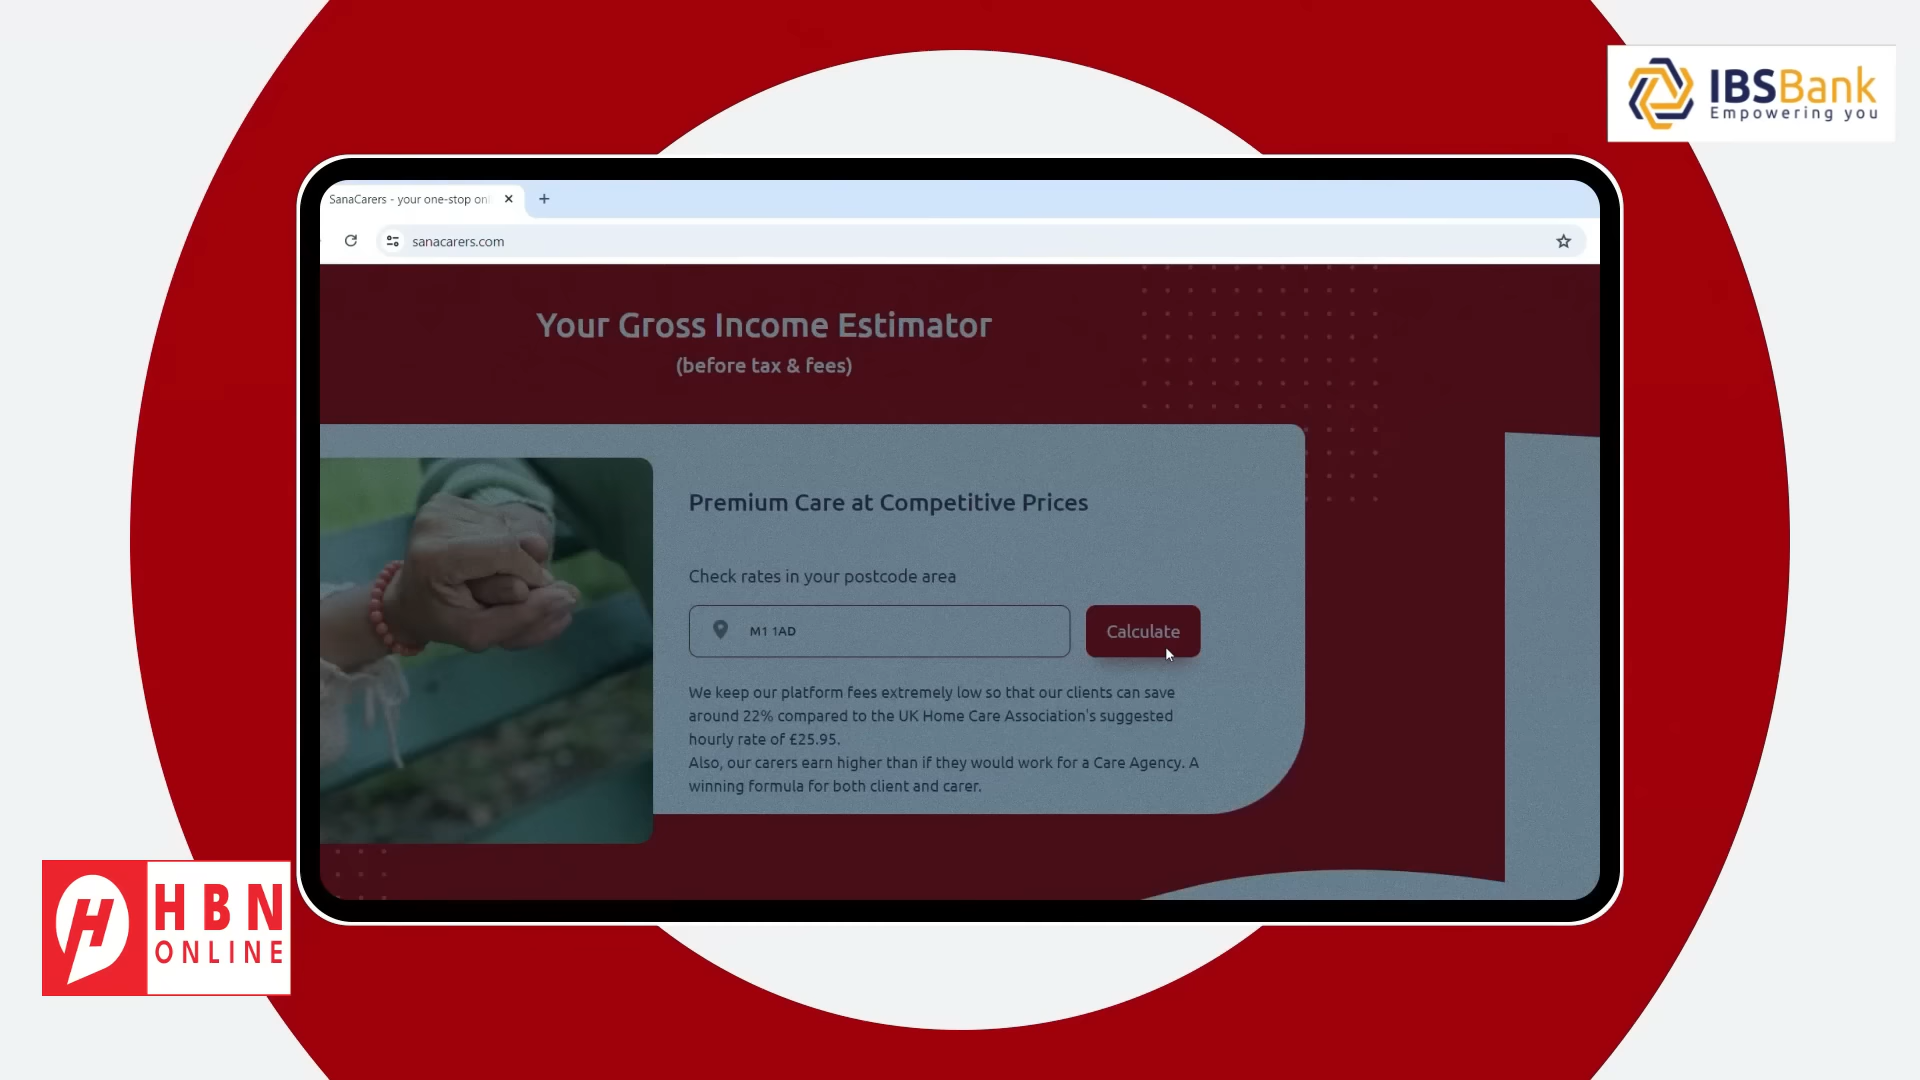 IBSBank
Empowering you
SanaCarers - your one-stop onl
sanacarers.com
Your Gross Income Estimator
(before tax & fees)
Premium Care at Competitive Prices
Check rates in your postcode area
M1 1AD
Calculate
We keep our platform fees extremely low so that our clients can save
around 22% compared to the UK Home Care Association's suggested
hourly rate of £25.95.
Also, our carers earn higher than if they would work for a Care Agency. A
winning formula for both client and carer.
H HBN
ONLINE